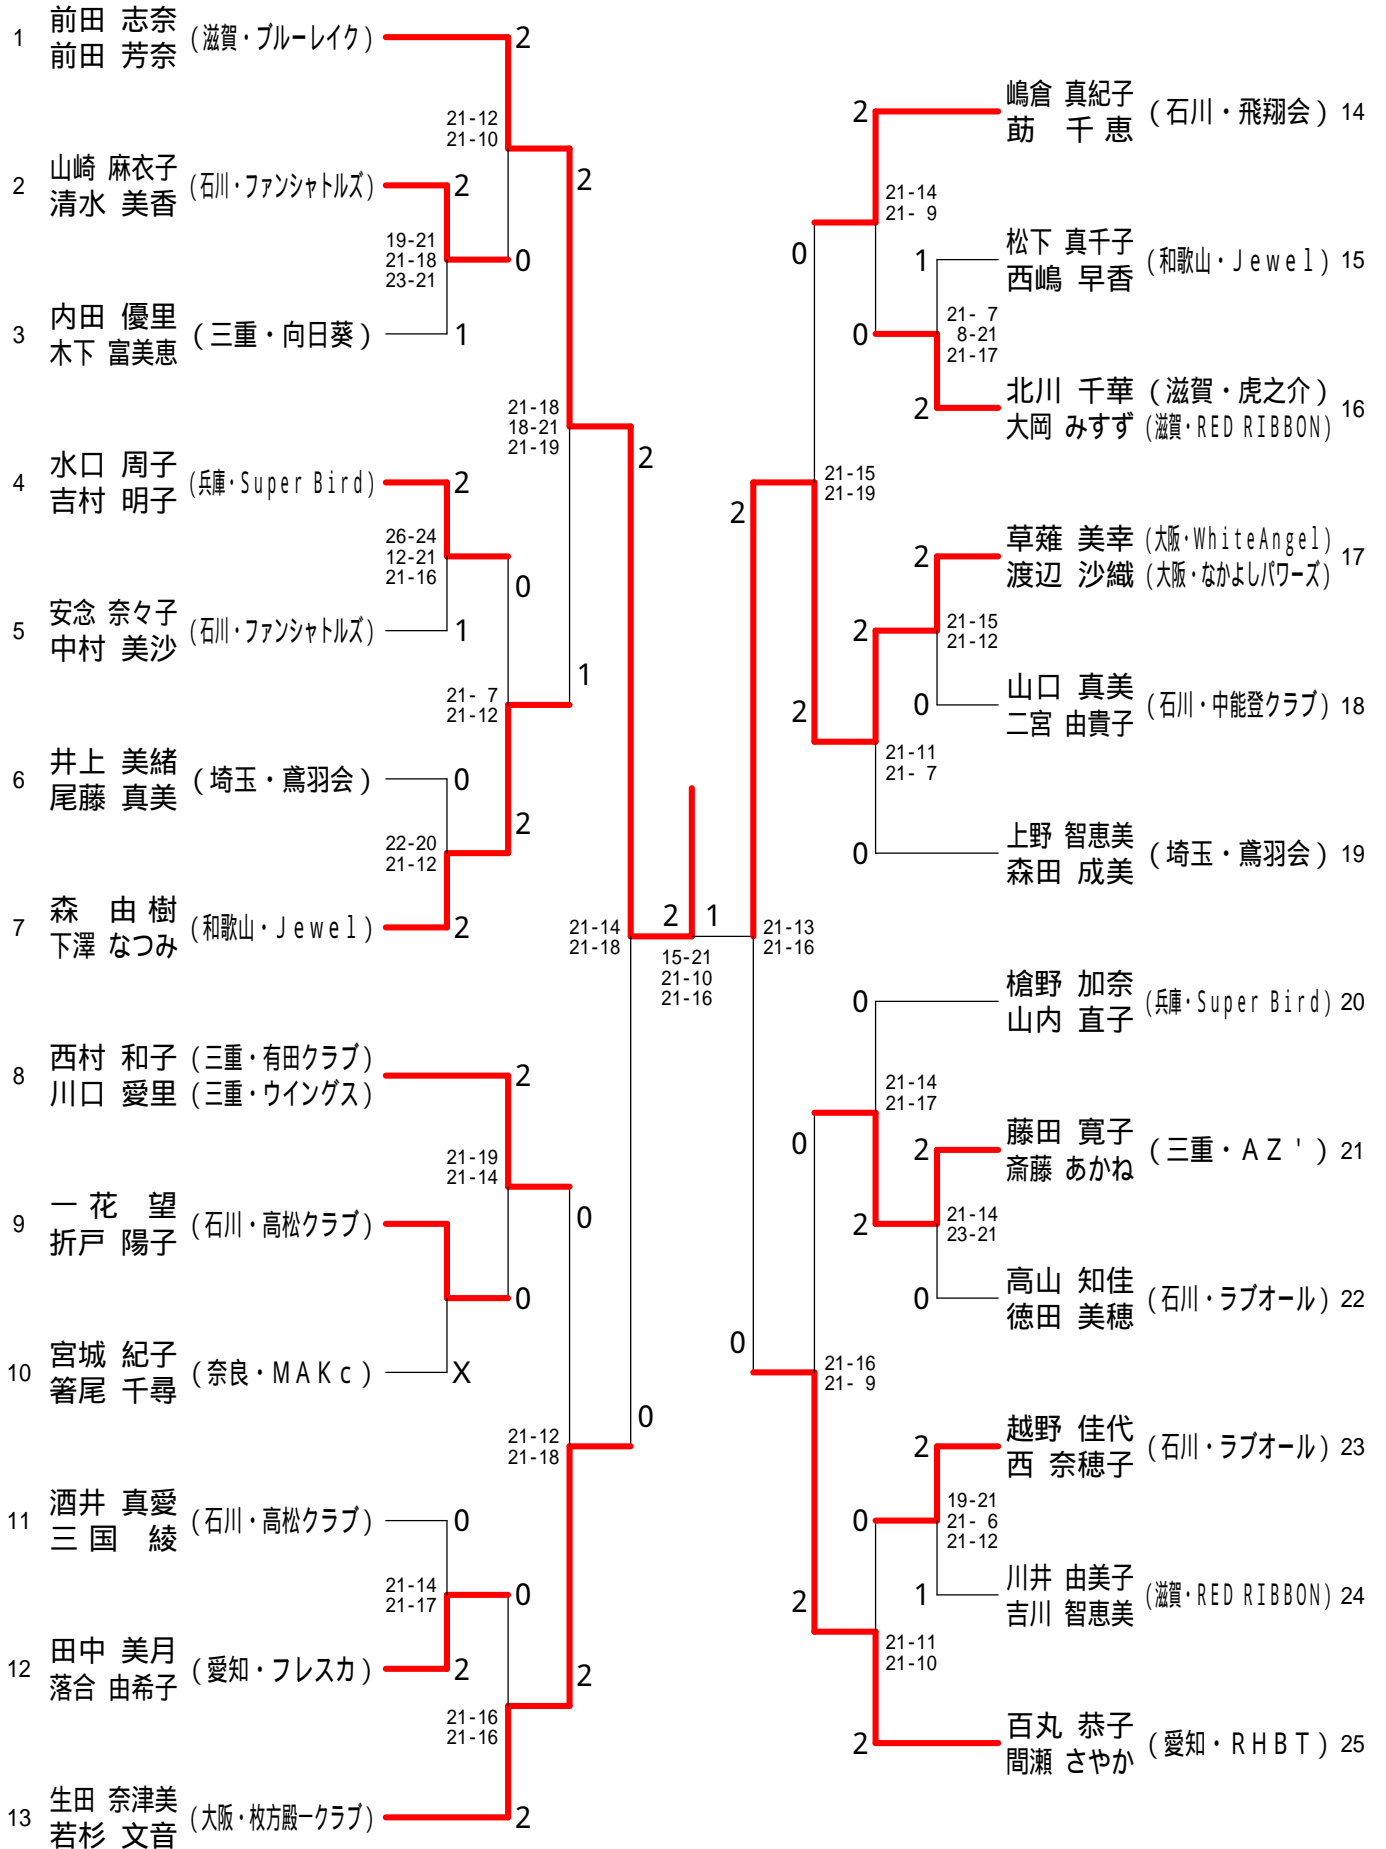 1 前田 志奈 (滋賀・ブルーレイク) 2
前田 芳奈
21-12
21-10
2 山崎 麻衣子 (石川・ファンシャトルズ) 2
清水 美香
2
19-21
21-18
23-21
0
3 内田 優里 (三重・向日葵) 1
木下 富美恵
21-18
18-21
21-19
2
4 水口 周子 (兵庫・Super Bird) 2
吉村 明子
26-24
12-21
21-16
0
5 安念 奈々子 (石川・ファンシャトルズ) 1
中村 美沙
1
21- 7
21-12
6 井上 美緒 (埼玉・鳶羽会) 0
尾藤 真美
2
22-20
21-12
7 森 由樹 (和歌山・Jewel) 2
下澤 なつみ
21-14
21-18
2 1
15-21
21-10
21-16
8 西村 和子 (三重・有田クラブ) 2
川口 愛里 (三重・ウイングス)
21-19
21-14
0
9 一花 望 (石川・高松クラブ)
折戸 陽子
0
10 宮城 紀子 (奈良・MAKc) X
箸尾 千尋
0
21-12
21-18
11 酒井 真愛 (石川・高松クラブ) 0
三国 綾
21-14
21-17
0
12 田中 美月 (愛知・フレスカ) 2
落合 由希子
2
21-16
21-16
13 生田 奈津美 (大阪・枚方殿一クラブ) 2
若杉 文音
2 嶋倉 真紀子 (石川・飛翔会) 14
莇 千恵
21-14
21- 9
0
1 松下 真千子 (和歌山・Jewel) 15
西嶋 早香
0
21- 7
8-21
21-17
2 北川 千華 (滋賀・虎之介) 16
大岡 みすず (滋賀・RED RIBBON)
21-15
21-19
2
2 草薙 美幸 (大阪・WhiteAngel) 17
渡辺 沙織 (大阪・なかよしパワーズ)
2
21-15
21-12
0 山口 真美 (石川・中能登クラブ) 18
二宮 由貴子
2
21-11
21- 7
0 上野 智恵美 (埼玉・鳶羽会) 19
森田 成美
21-13
21-16
0 槍野 加奈 (兵庫・Super Bird) 20
山内 直子
21-14
21-17
0
2 藤田 寛子 (三重・AZ') 21
斎藤 あかね
2
21-14
23-21
0 高山 知佳 (石川・ラブオール) 22
徳田 美穂
0
21-16
21- 9
2 越野 佳代 (石川・ラブオール) 23
西 奈穂子
0
19-21
21- 6
21-12
1 川井 由美子 (滋賀・RED RIBBON) 24
吉川 智恵美
2
21-11
21-10
2 百丸 恭子 (愛知・RHBT) 25
間瀬 さやか